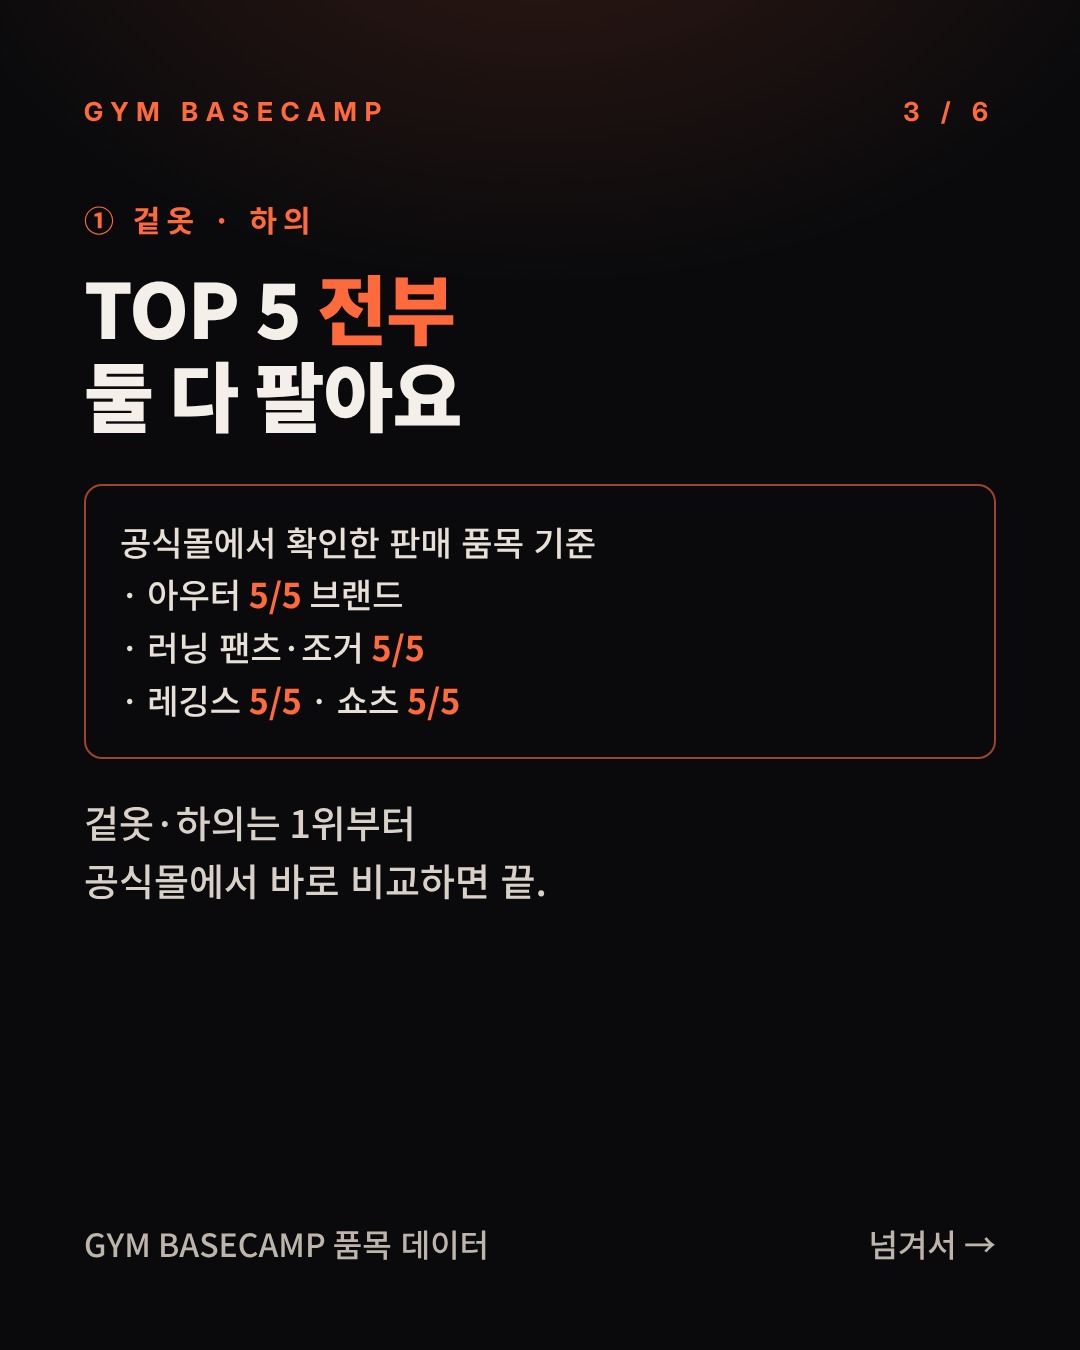 GYM BASECAMP
3 / 6
① 겉옷 · 하의
TOP 5 전부
둘 다 팔아요
공식몰에서 확인한 판매 품목 기준
· 아우터 5/5 브랜드
· 러닝 팬츠·조거 5/5
· 레깅스 5/5 · 쇼츠 5/5
겉옷·하의는 1위부터
공식몰에서 바로 비교하면 끝.
GYM BASECAMP 품목 데이터
넘겨서 →